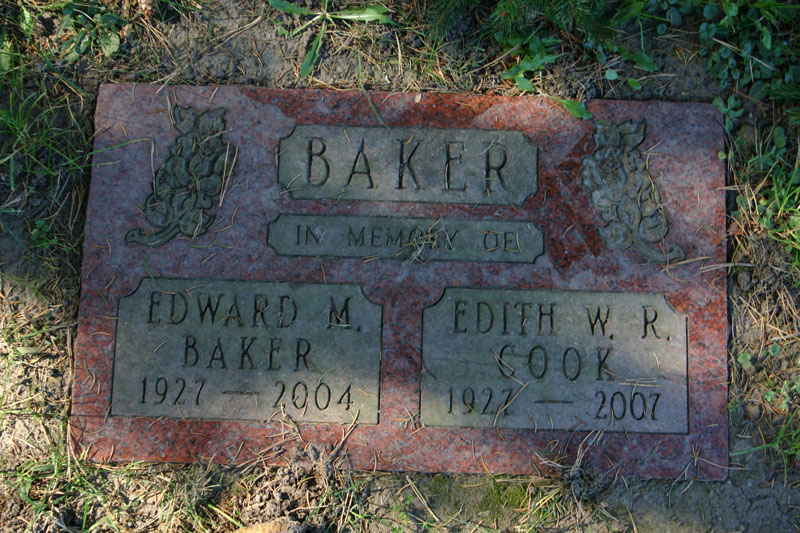 BAKER
IN MEMORY OF
EDWARD M.
BAKER
1927 — 2004
EDITH W. R.
COOK
1927 — 2007